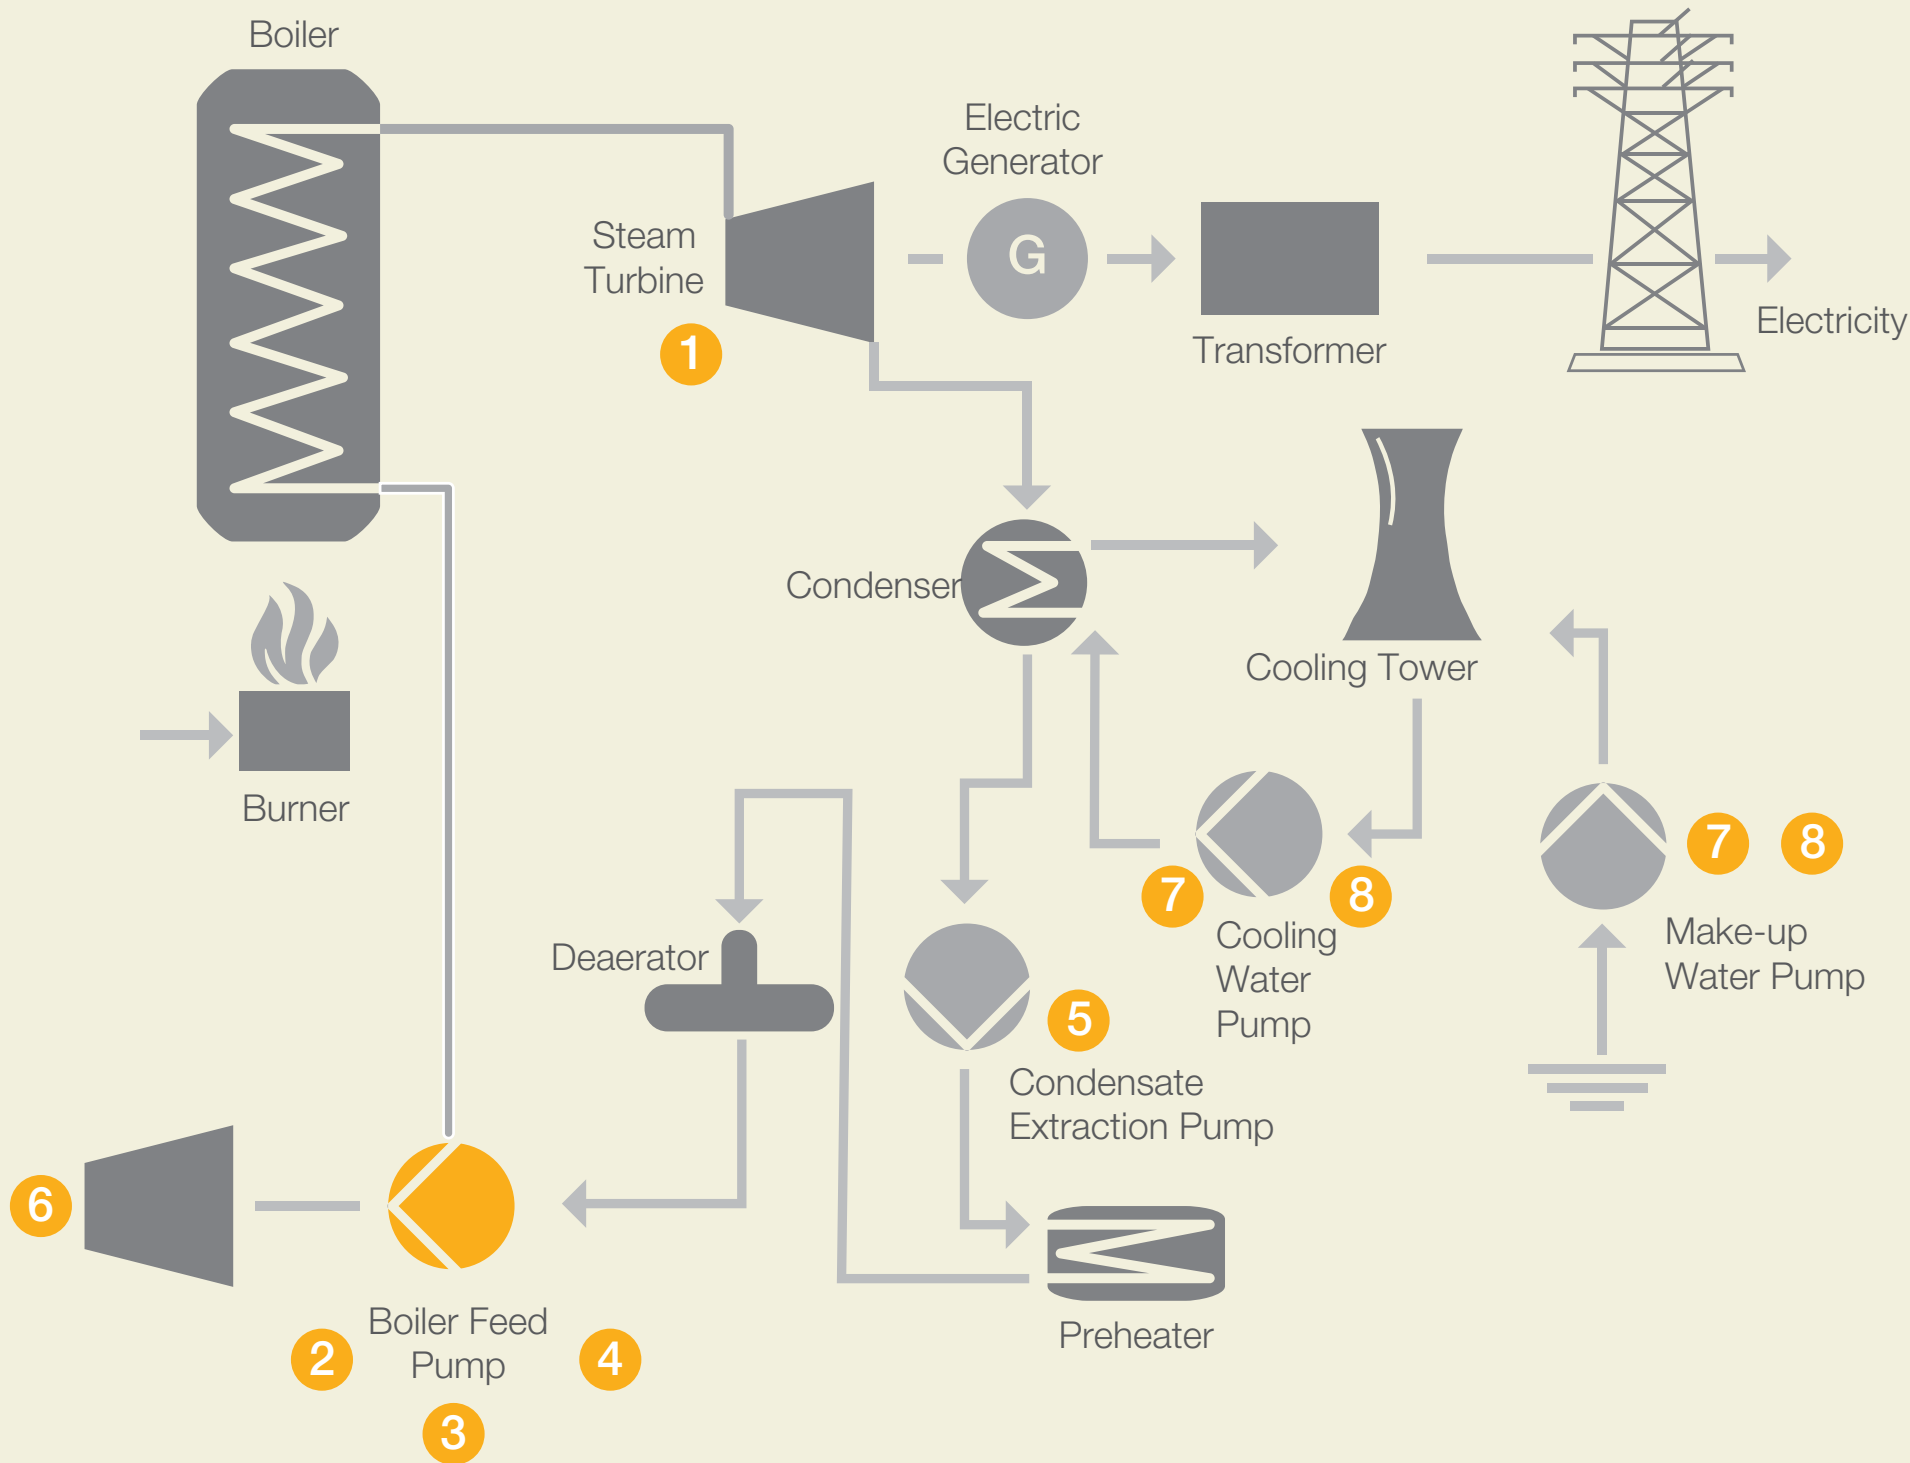 Boiler
Electric
Generator
G
Steam
Turbine
1
Transformer
Electricity
Condenser
Cooling Tower
Burner
7
8
Cooling
Water
Pump
7
8
Make-up
Water Pump
Deaerator
5
Condensate
Extraction Pump
6
Boiler Feed
Pump
2
4
3
Preheater